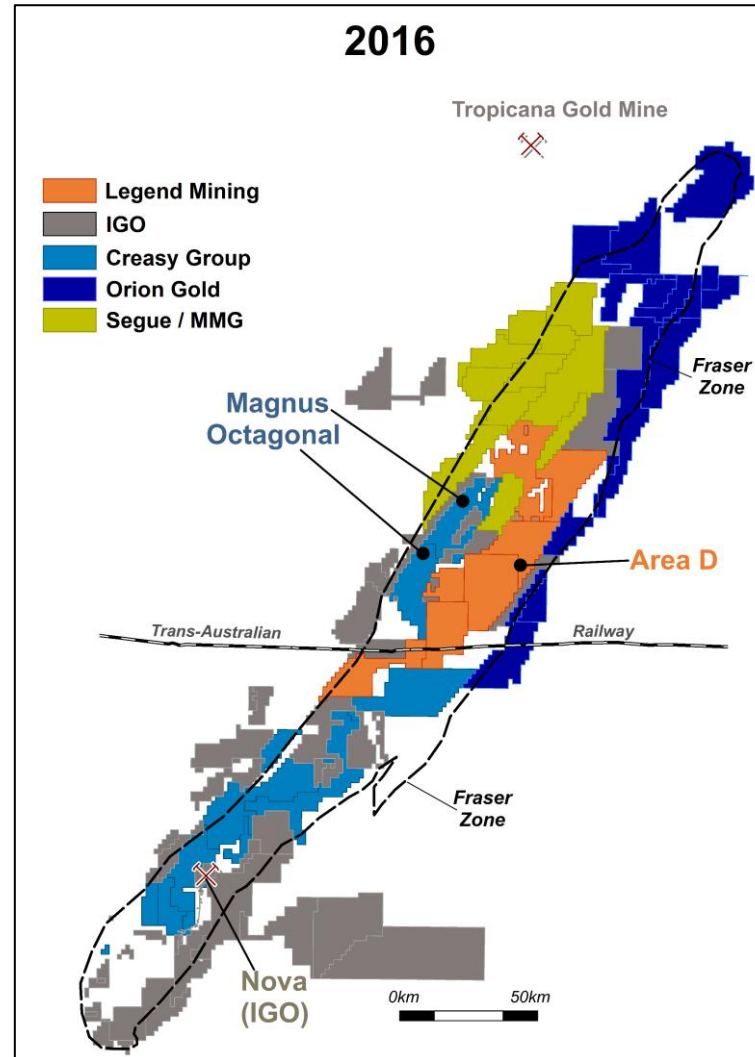 2016
Tropicana Gold Mine
Legend Mining
IGO
Creasy Group
Orion Gold
Segue / MMG
Fraser
Zone
Magnus
Octagonal
Area D
Trans-Australian
Railway
Fraser
Zone
Nova
(IGO)
0km
50km